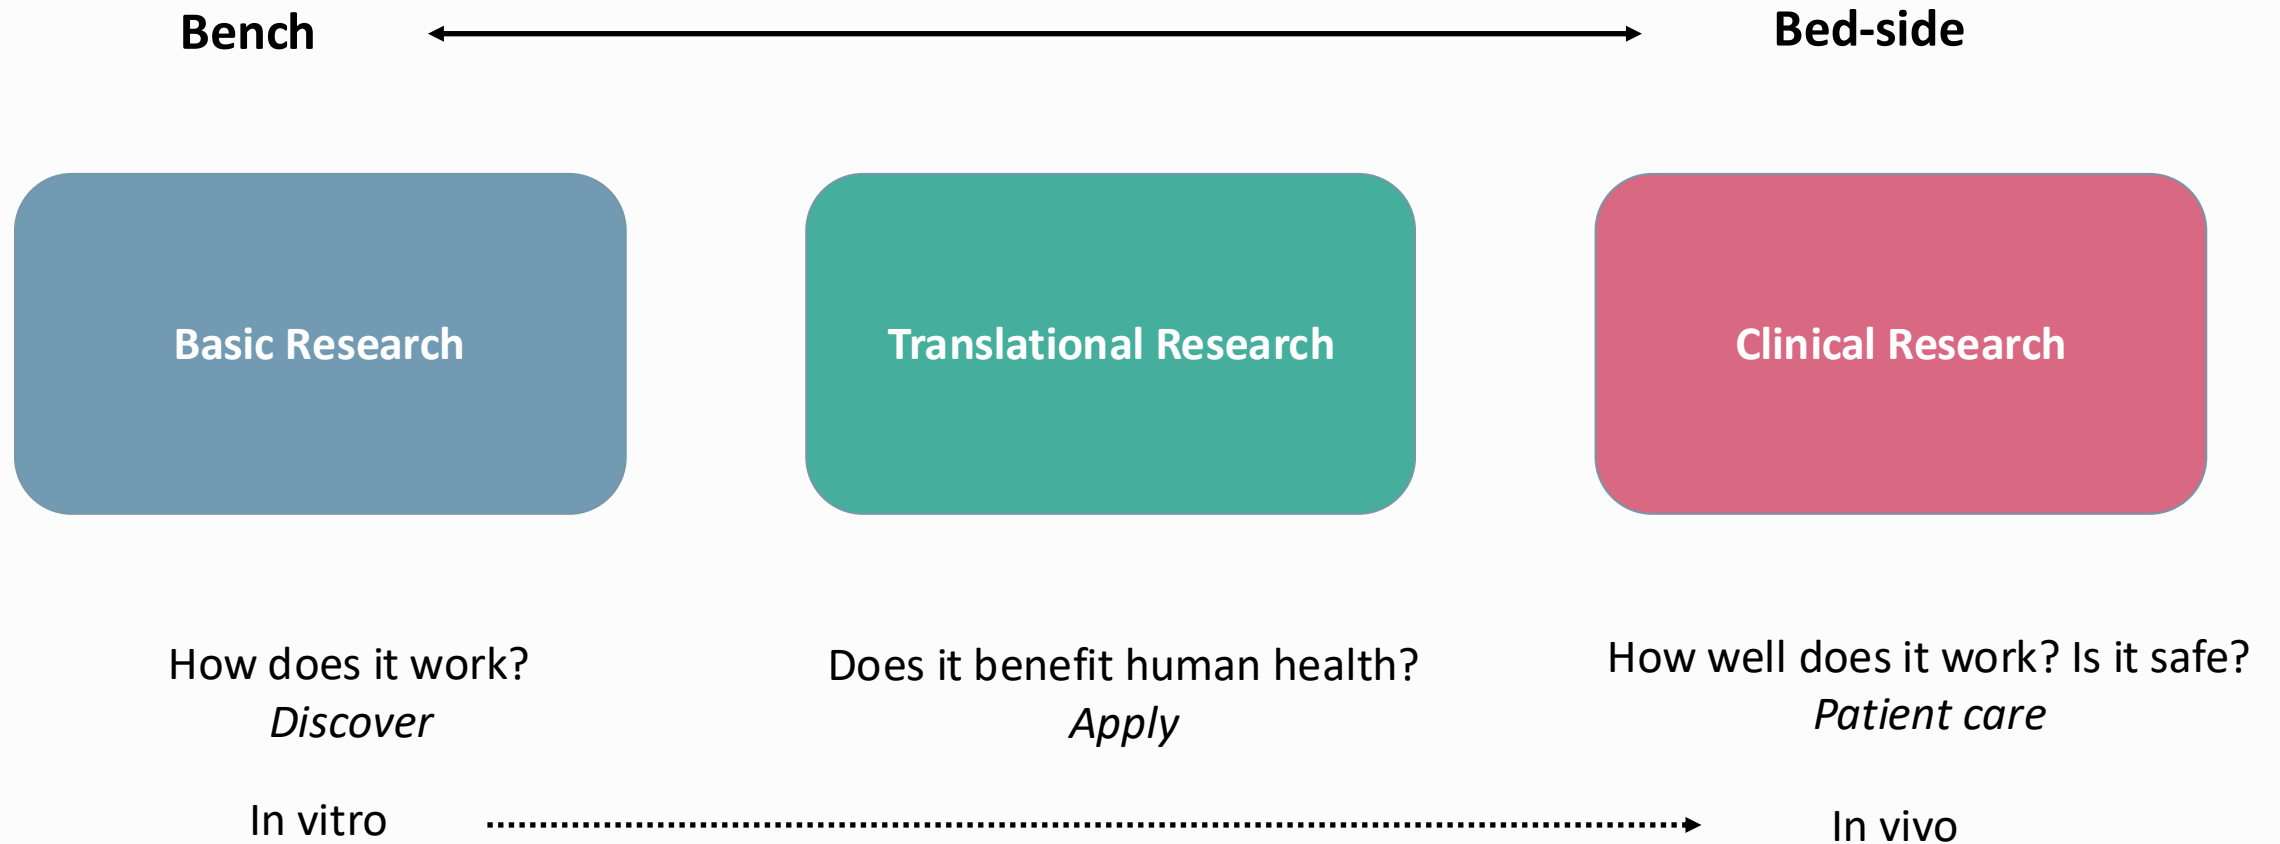 Bench
Bed-side
Basic Research
Translational Research
Clinical Research
How does it work?
Discover
Does it benefit human health?
Apply
How well does it work? Is it safe?
Patient care
In vitro
In vivo